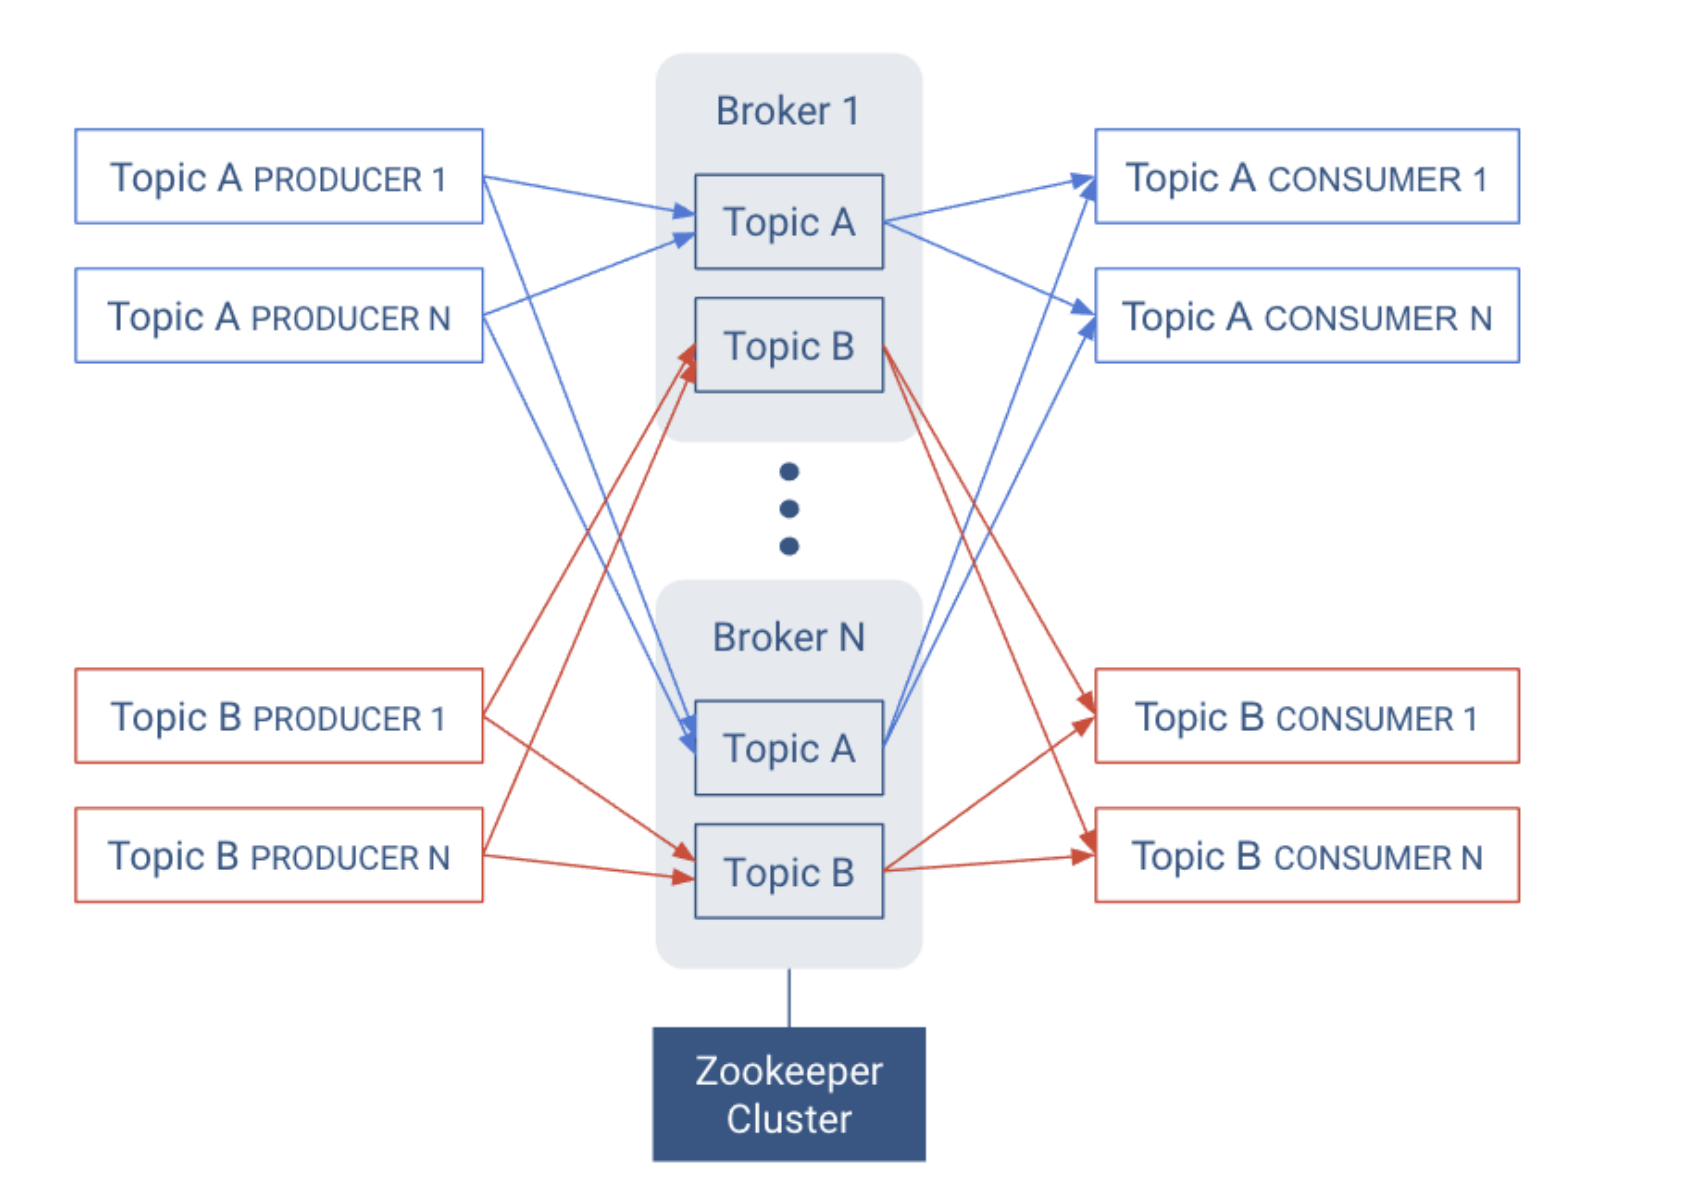 Broker 1
Topic A PRODUCER 1
Topic A
Topic A CONSUMER 1
Topic A PRODUCER N
Topic B
Topic A CONSUMER N
Broker N
Topic B PRODUCER 1
Topic A
Topic B CONSUMER 1
Topic B PRODUCER N
Topic B
Topic B CONSUMER N
Zookeeper
Cluster